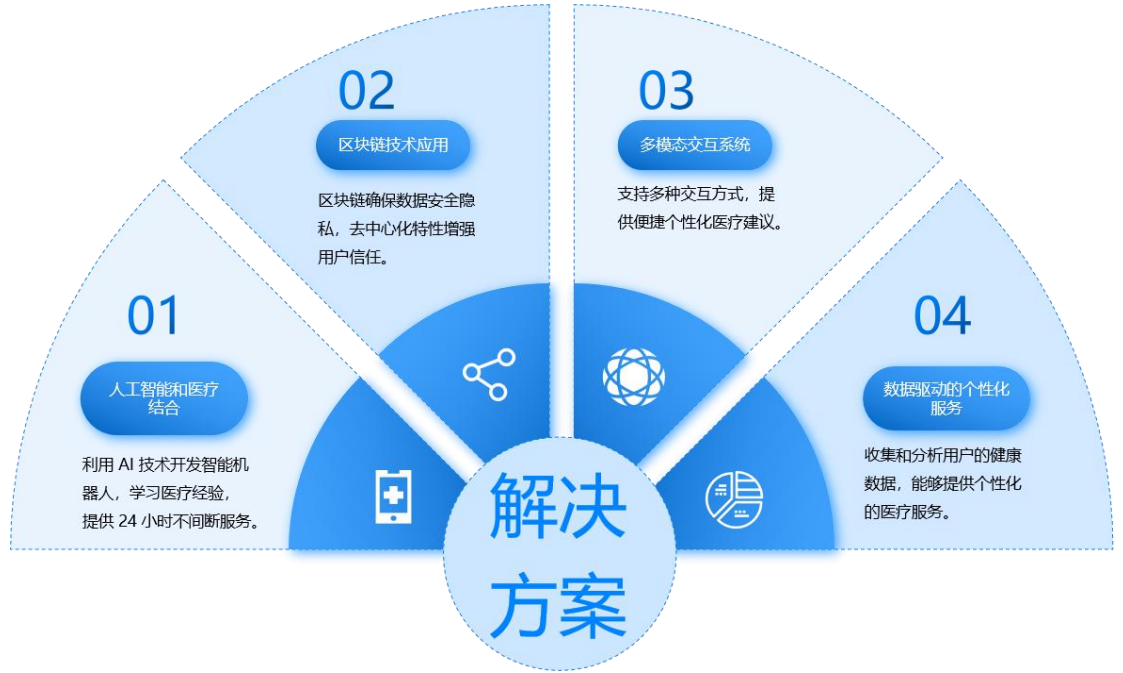 01
人工智能和医疗
结合
利用 AI 技术开发智能机
器人，学习医疗经验，
提供 24 小时不间断服务。
02
区块链技术应用
区块链确保数据安全隐
私，去中心化特性增强
用户信任。
03
多模态交互系统
支持多种交互方式，提
供便捷个性化医疗建议。
04
数据驱动的个性化
服务
收集和分析用户的健康
数据，能够提供个性化
的医疗服务。
解决
方案